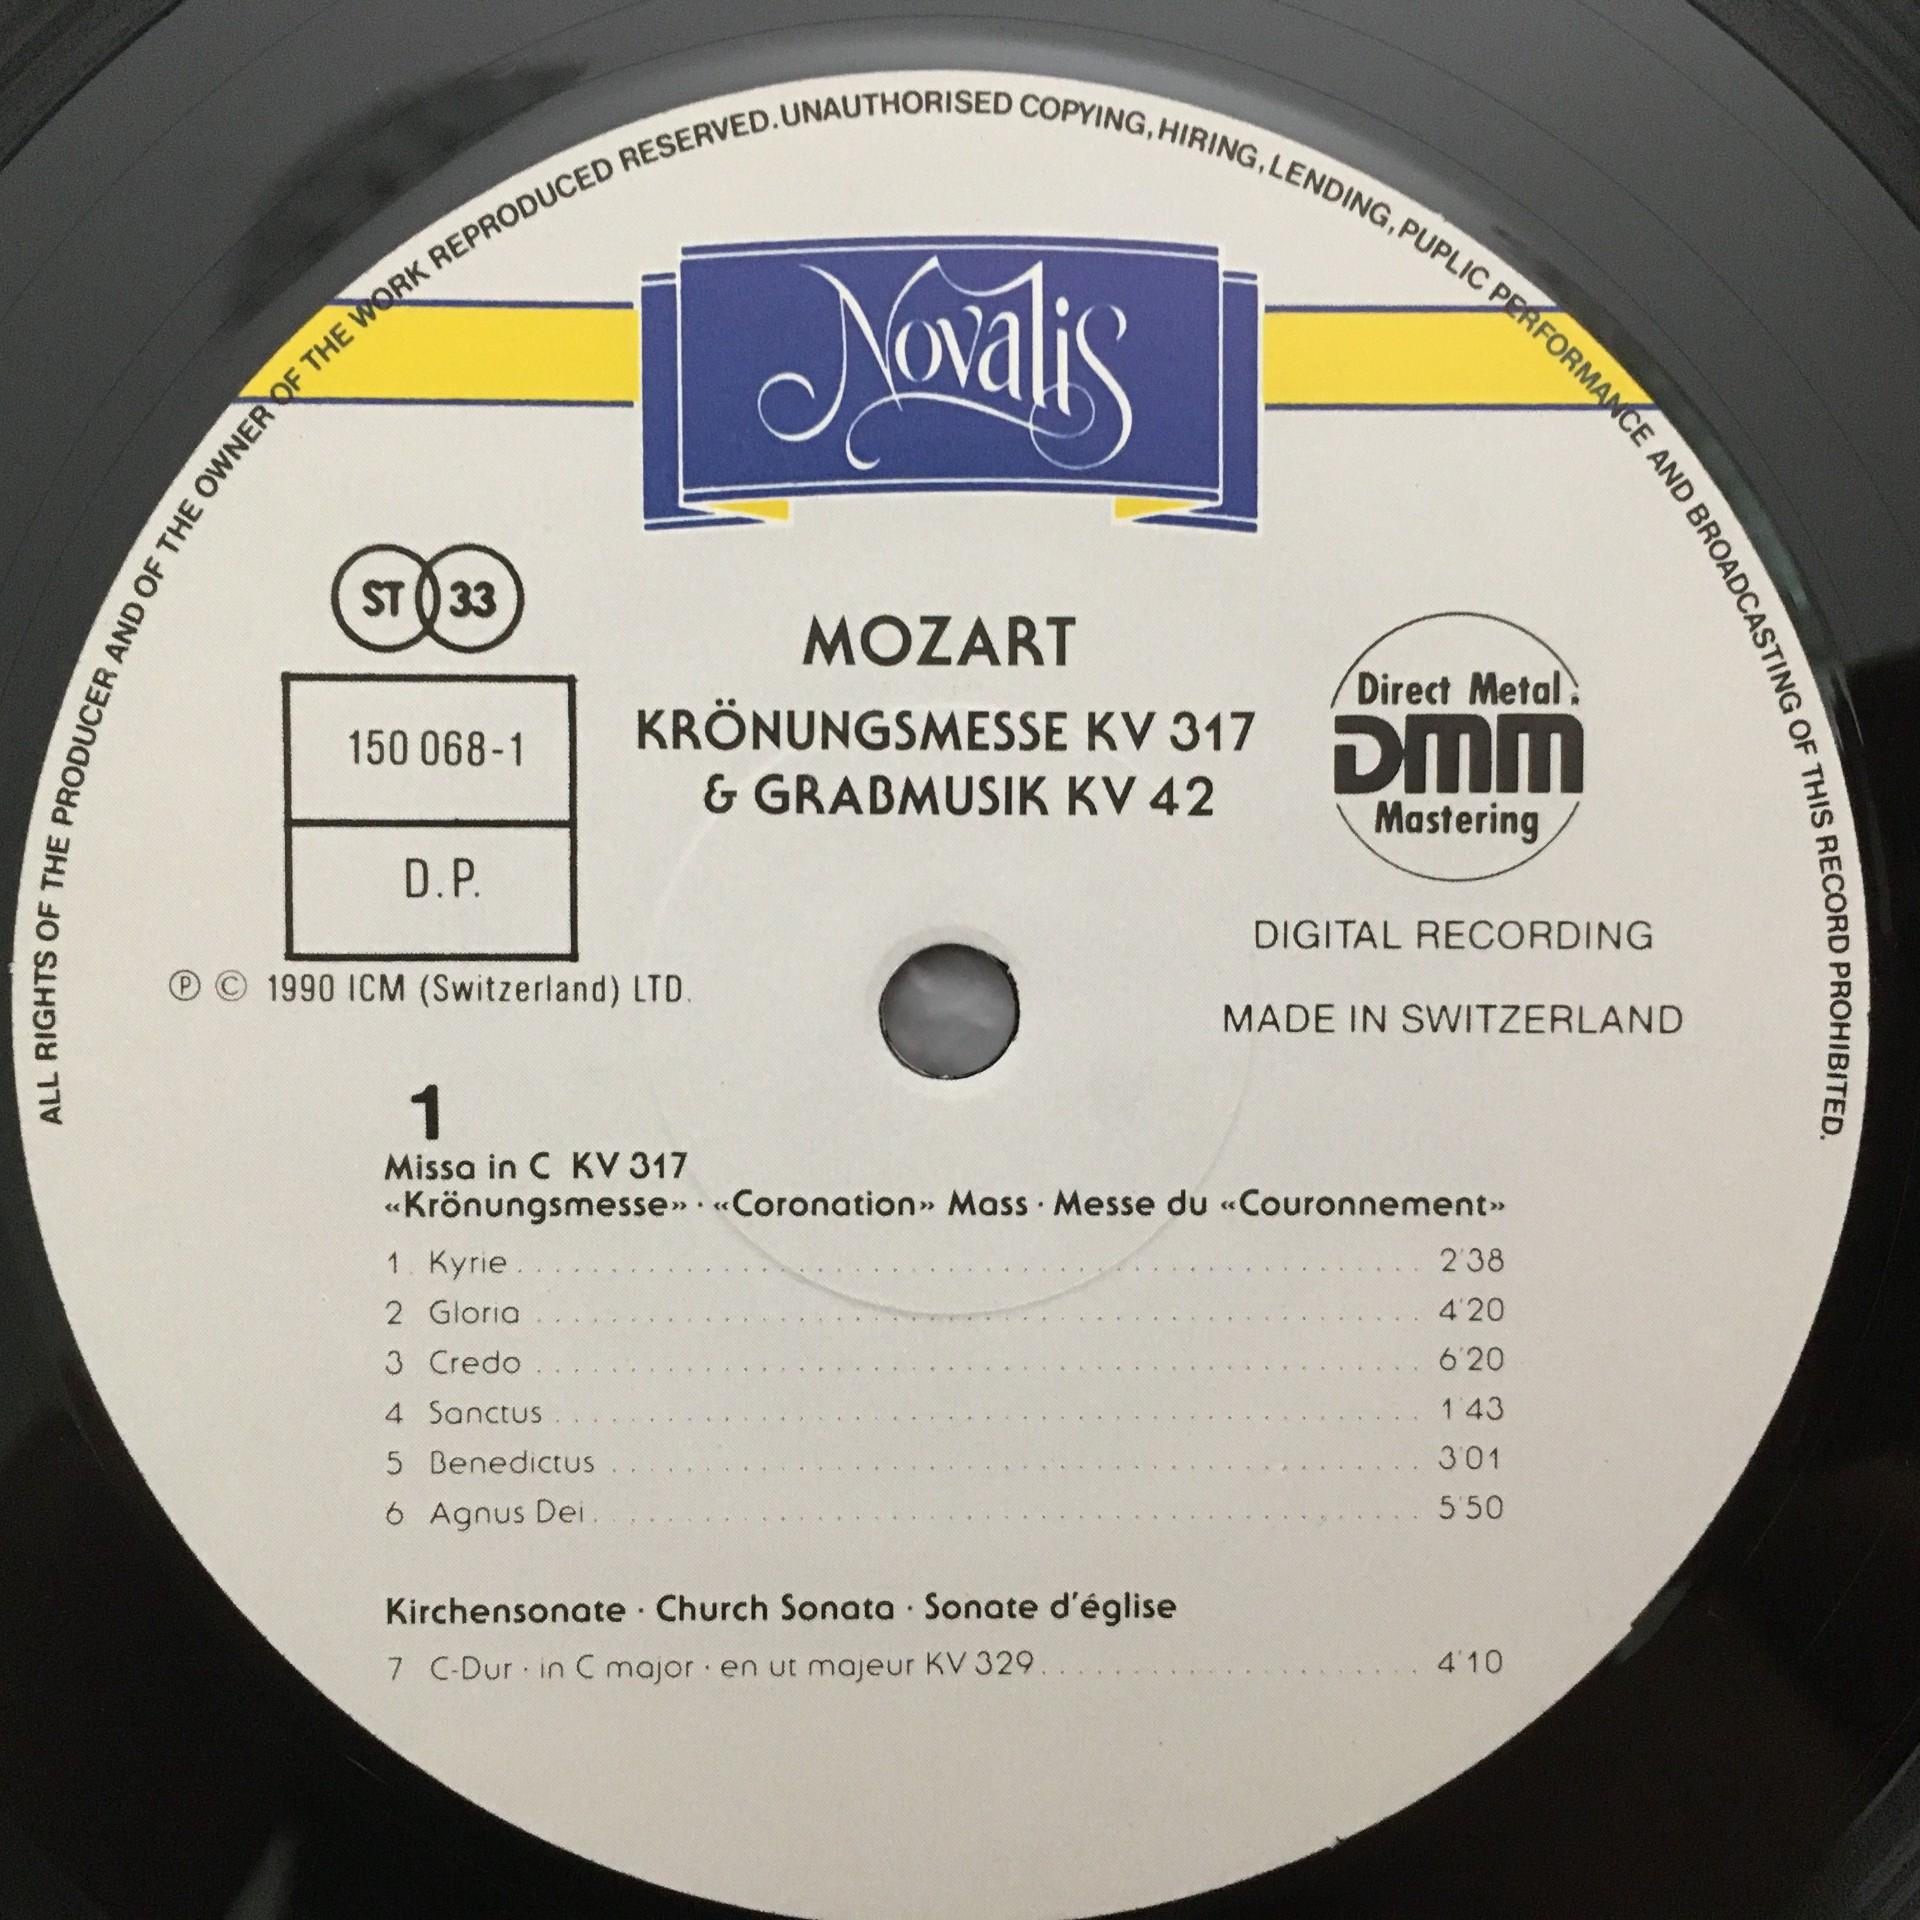 ALL RIGHTS OF THE PRODUCER AND OF THE OWNER OF THE WORK REPRODUCED RESERVED. UNAUTHORISED COPYING, HIRING, LENDING, PUPLIC PERFORMANCE AND BROADCASTING OF THIS RECORD PROHIBITED.
Novalis
ST 33
150 068-1
D.P.
MOZART
KRÖNUNGSMESSE KV 317
& GRABMUSIK KV 42
Direct Metal
DMM
Mastering
DIGITAL RECORDING
MADE IN SWITZERLAND
℗ © 1990 ICM (Switzerland) LTD.
1
Missa in C KV 317
«Krönungsmesse» · «Coronation» Mass · Messe du «Couronnement»
1 Kyrie 2'38
2 Gloria 4'20
3 Credo 6'20
4 Sanctus 1'43
5 Benedictus 3'01
6 Agnus Dei 5'50
Kirchensonate · Church Sonata · Sonate d'église
7 C-Dur · in C major · en ut majeur KV 329 4'10